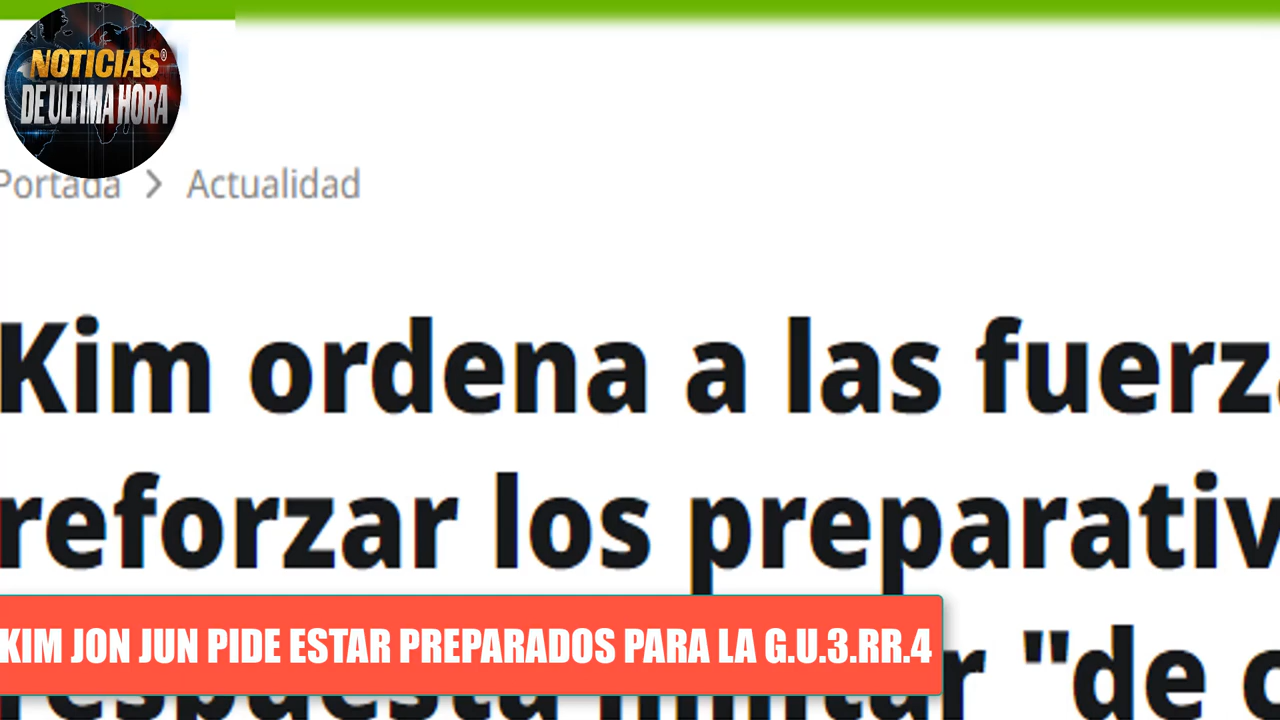 NOTICIAS®
DE ULTIMA HORA
Portada > Actualidad
Kim ordena a las fuerz
reforzar los preparativ
KIM JON JUN PIDE ESTAR PREPARADOS PARA LA G.U.3.RR.4
"de